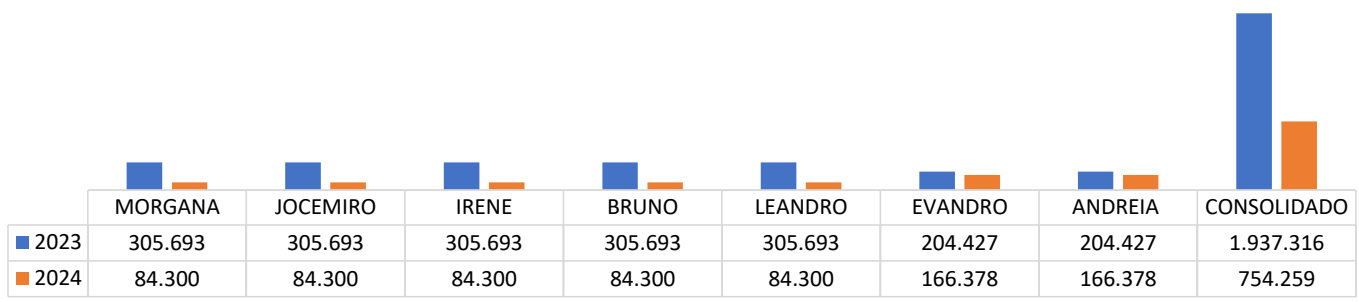 MORGANA JOCEMIRO IRENE BRUNO LEANDRO EVANDRO ANDREIA CONSOLIDADO
2023 305.693 305.693 305.693 305.693 305.693 204.427 204.427 1.937.316
2024 84.300 84.300 84.300 84.300 84.300 166.378 166.378 754.259